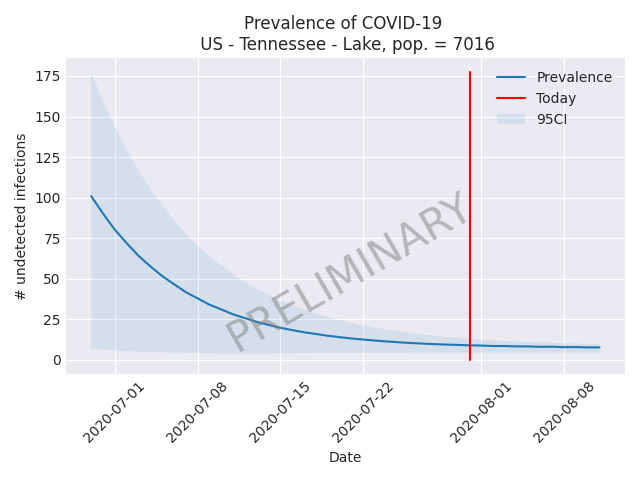 Prevalence of COVID-19
US - Tennessee - Lake, pop. = 7016
Prevalence
Today
95CI
PRELIMINARY
# undetected infections
175
150
125
100
75
50
25
0
2020-07-01
2020-07-08
2020-07-15
2020-07-22
2020-08-01
2020-08-08
Date